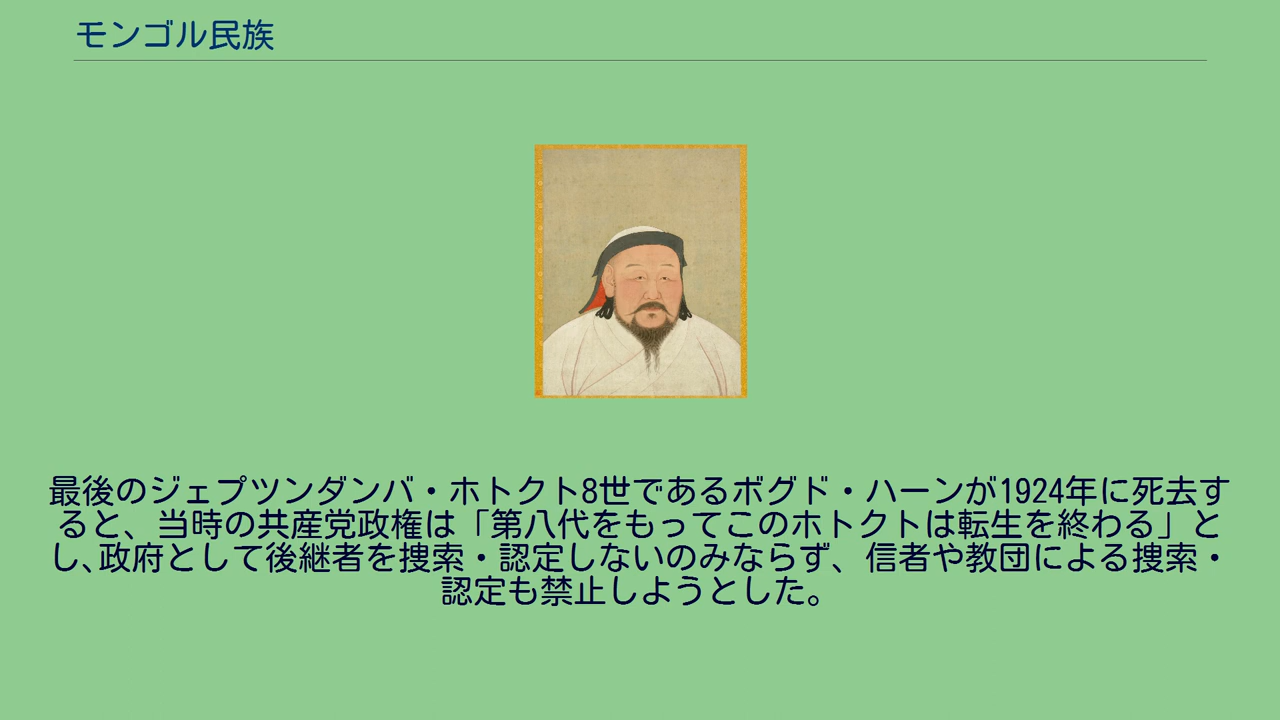 モンゴル民族
最後のジェプツンダンバ・ホトクト8世であるボグド・ハーンが1924年に死去す
ると、当時の共産党政権は「第八代をもってこのホトクトは転生を終わる」と
し、政府として後継者を捜索・認定しないのみならず、信者や教団による捜索・
認定も禁止しようとした。